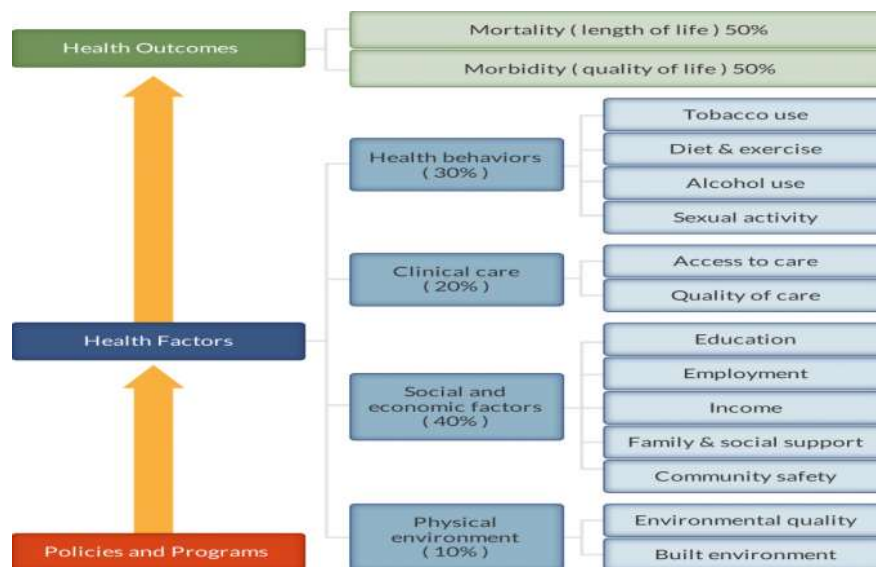 Health Outcomes
Mortality ( length of life ) 50%
Morbidity ( quality of life ) 50%
Health Factors
Health behaviors
( 30% )
Tobacco use
Diet & exercise
Alcohol use
Sexual activity
Clinical care
( 20% )
Access to care
Quality of care
Social and
economic factors
( 40% )
Education
Employment
Income
Family & social support
Community safety
Physical
environment
( 10% )
Environmental quality
Built environment
Policies and Programs